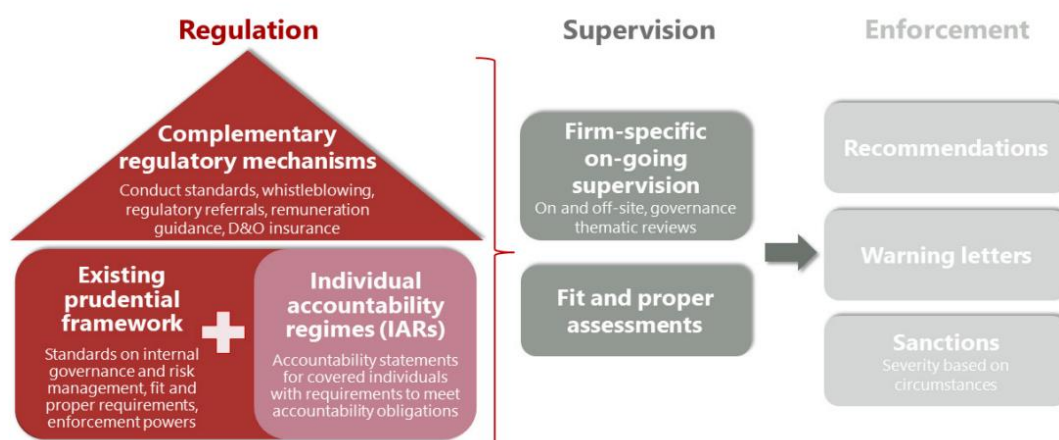 Regulation
Supervision
Enforcement
Complementary
regulatory mechanisms
Conduct standards, whistleblowing,
regulatory referrals, remuneration
guidance, D&O insurance
Existing
prudential
framework
Standards on internal
governance and risk
management, fit and
proper requirements,
enforcement powers
+
Individual
accountability
regimes (IARs)
Accountability statements
for covered individuals
with requirements to meet
accountability obligations
Firm-specific
on-going
supervision
On and off-site, governance
thematic reviews
Fit and proper
assessments
Recommendations
Warning letters
Sanctions
Severity based on
circumstances